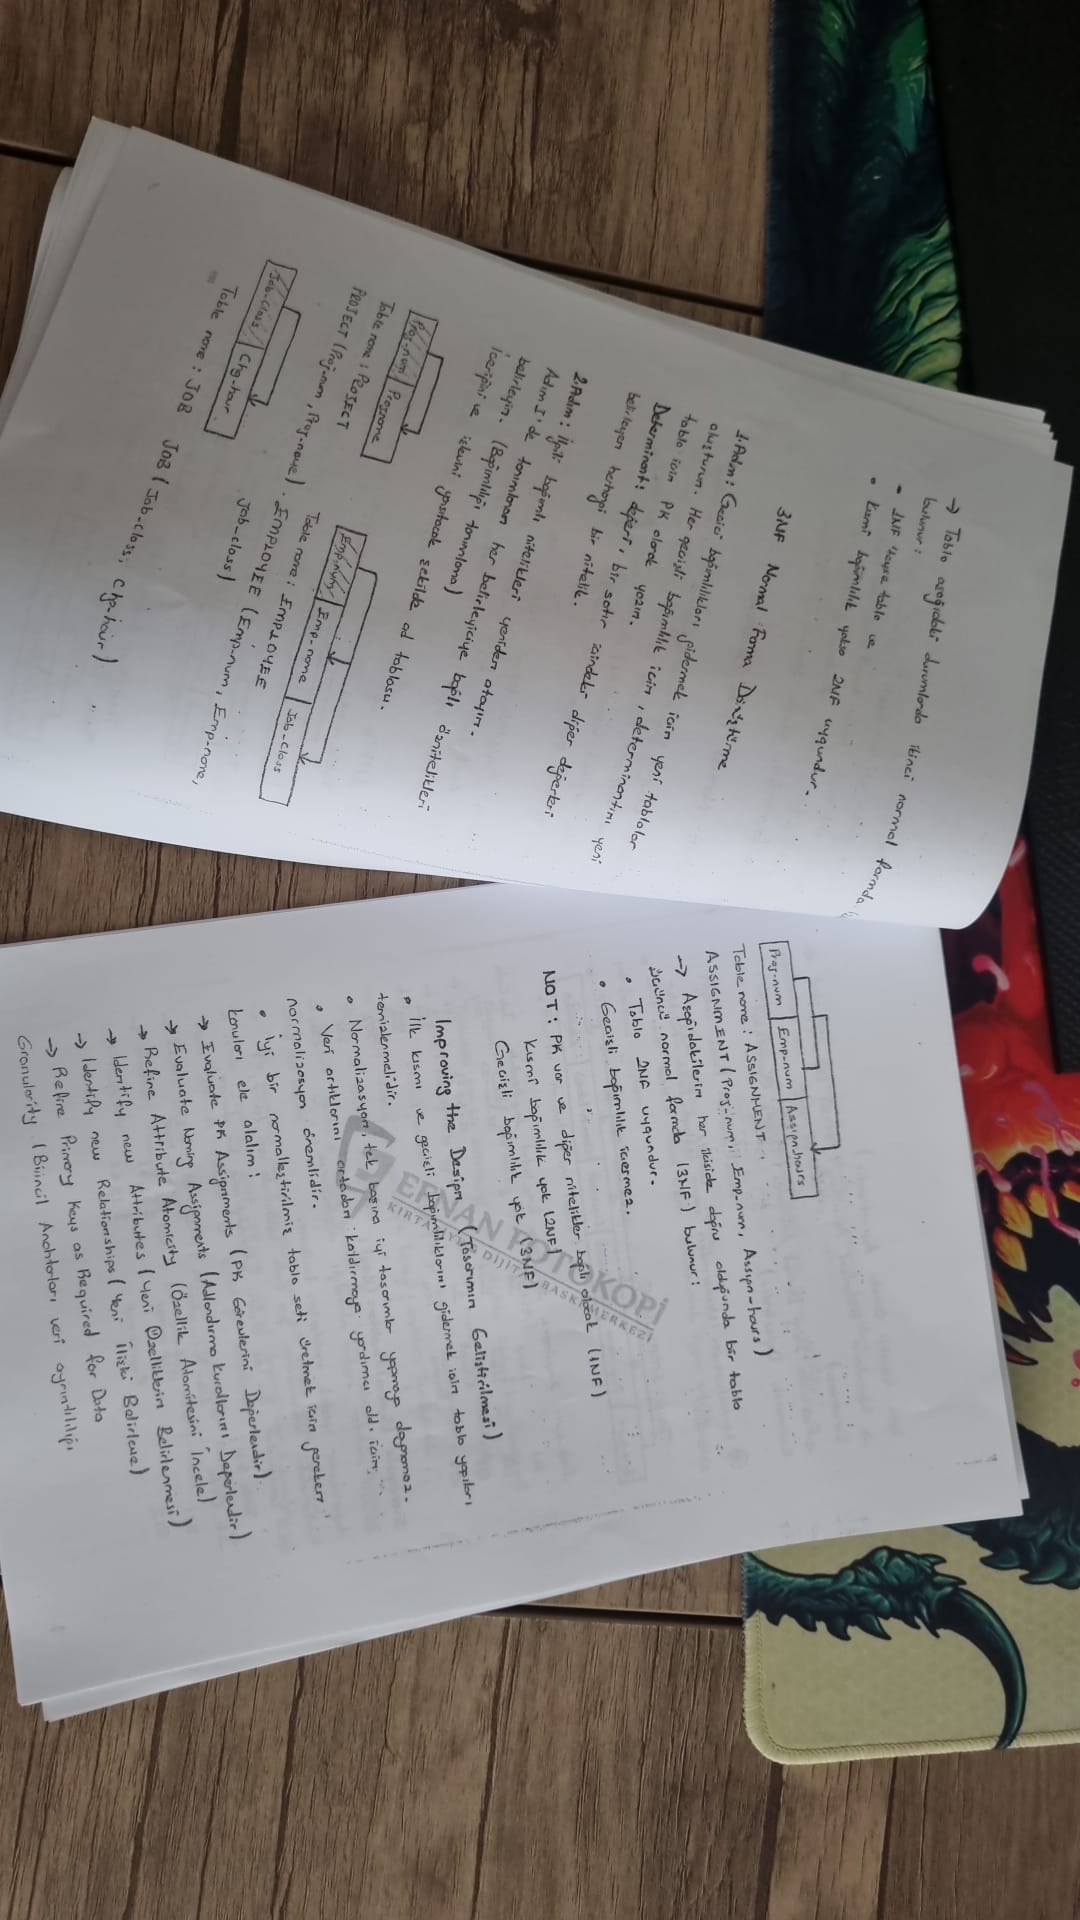 → Tablo aşağıdaki durumlarda ikinci normal formda
bulunur:
• 1NF 'deyse tablo ve
• Kısmi bağımlılık yoksa 2NF uygundur.
3NF Normal Forma Dönüştürme
1.Adım: Geçici bağımlılıkları gidermek için yeni tablolar
oluşturun. Her geçişli bağımlılık için, determinantını yeni
tablo için PK olarak yazın.
Determinant: değeri, bir satır içindeki diğer değerleri
belirleyen herhangi bir nitelik.
2.Adım: İlgili bağımlı nitelikleri yeniden atayın.
Adım 1'de tanımlanan her belirleyiciye bağlı öznitelikleri
belirleyin. (Bağımlılığı tanımlama)
içeriğini ve işlevini yansıtacak şekilde ad tablosu.
Proj-num | Projname
Table name: PROJECT
PROJECT (Proj-num, Proj-name).
Emp-num | Emp-name | Job-class
Table name: EMPLOYEE
EMPLOYEE (Emp-num, Emp-name,
Job-class)
Job-class | Chg-hour
Table name: JOB
JOB (Job-class, Chg-hour)
Proj-num | Emp-num | Assign-hours
Table name: ASSIGNMENT
ASSIGNMENT (Proj-num, Emp-num, Assign-hours)
→ Aşağıdakilerin her ikiside doğru olduğunda bir tablo
üçüncü normal formda (3NF) bulunur:
• Tablo 2NF uygundur.
• Geçişli bağımlılık içermez.
NOT: PK var ve diğer nitelikler bağlı olacak (1NF)
Kısmi bağımlılık yok (2NF)
Geçişli bağımlılık yok (3NF)
Improving the Design (Tasarımın Geliştirilmesi)
• İlk kısmi ve geçişli bağımlılıklarını gidermek için tablo yapıları
temizlenmelidir.
• Normalizasyon, tek başına iyi tasarımlar yapmaya dayanamaz.
• Veri artıklarını ortadan kaldırmaya yardımcı old. için,
normalizasyon önemlidir.
• iyi bir normalleştirilmiş tablo seti üretmek için gereken
konuları ele alalım:
→ Evaluate PK Assignments (PK Görevlerini Değerlendir)
→ Evaluate Naming Assignments (Adlandırma kurallarını Değerlendir)
→ Refine Attribute Atomicity (Özellik Atomitesini İncele)
→ Identify new Attributes (Yeni Özelliklerin Belirlenmesi)
→ Identify new Relationships (Yeni İlişki Belirleme)
→ Refine Primary Keys as Required for Data
Granularity (Birincil Anahtarları veri ayrıntılılığı
ERHAN FOTOKOPİ
KIRTASİYE DİJİTAL BASKI MERKEZİ